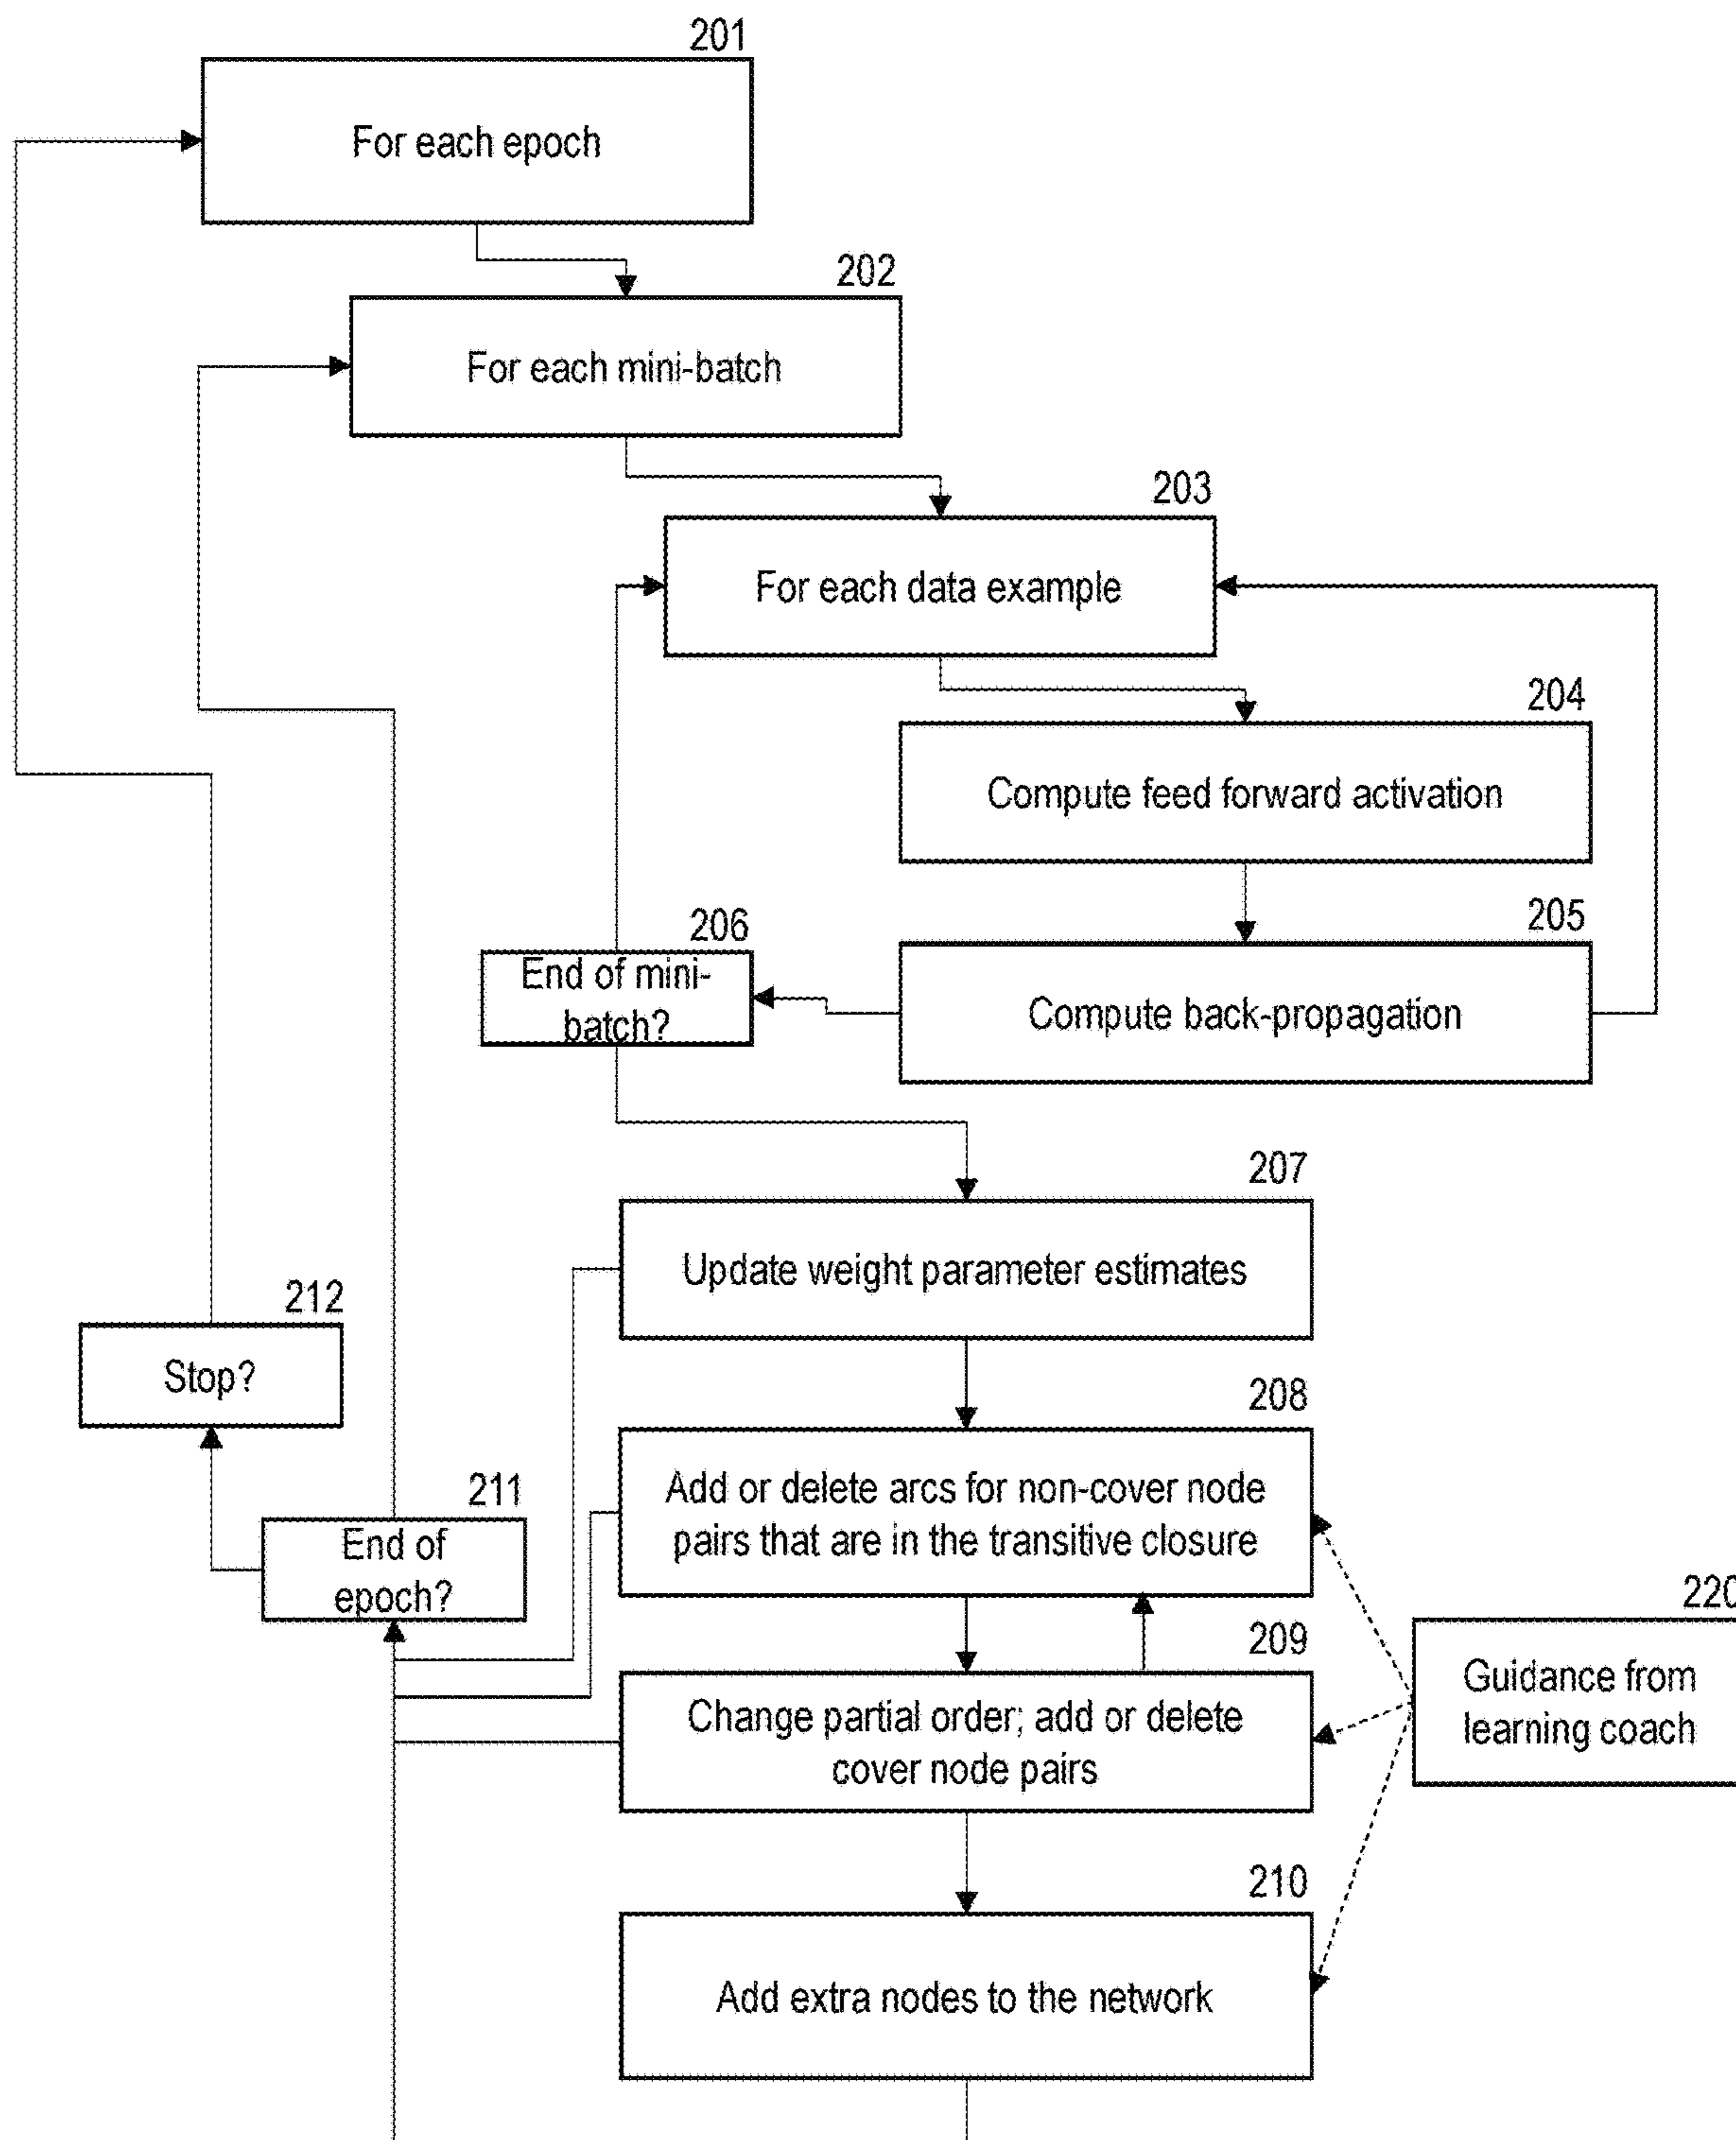 201
For each epoch
202
For each mini-batch
203
For each data example
204
Compute feed forward activation
206
End of mini-
batch?
205
Compute back-propagation
207
Update weight parameter estimates
212
Stop?
208
Add or delete arcs for non-cover node
pairs that are in the transitive closure
211
End of
epoch?
209
Change partial order; add or delete
cover node pairs
220
Guidance from
learning coach
210
Add extra nodes to the network